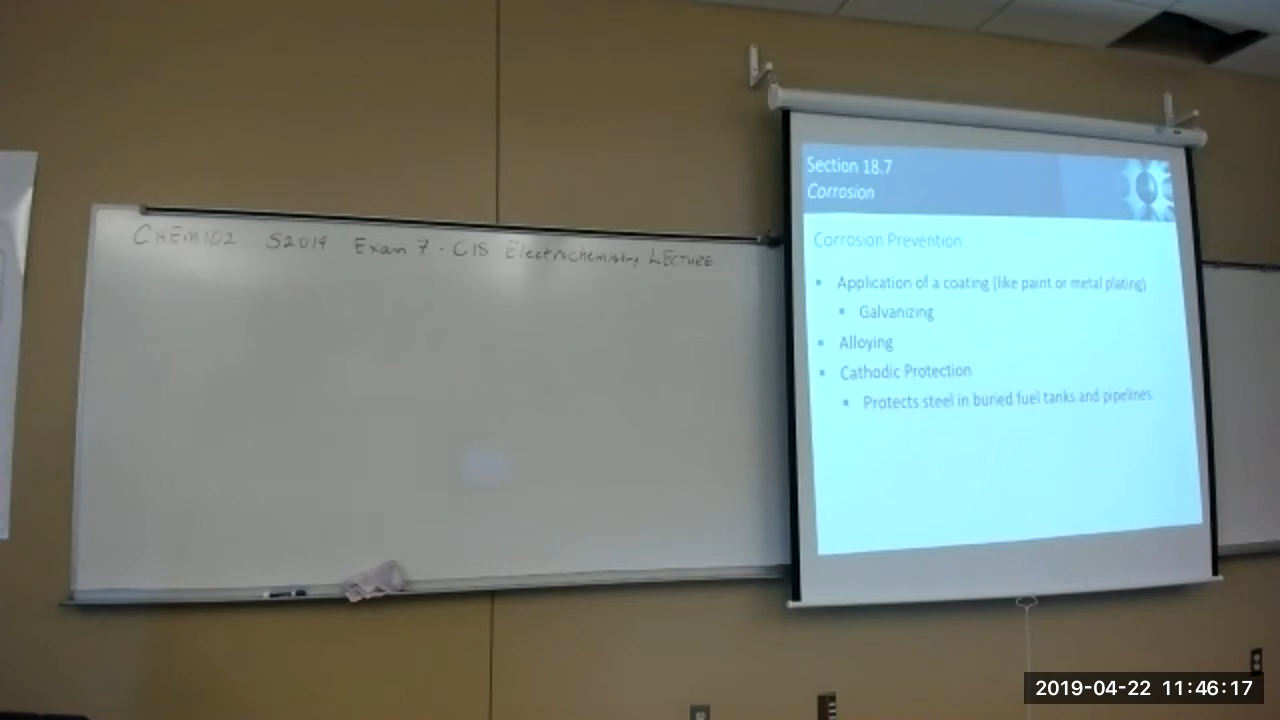 CHEM102 S2019 Exam 7 - C18 Electrochemistry LECTURE
Section 18.7
Corrosion
Corrosion Prevention
• Application of a coating (like paint or metal plating)
• Galvanizing
• Alloying
• Cathodic Protection
• Protects steel in buried fuel tanks and pipelines.
2019-04-22 11:46:17